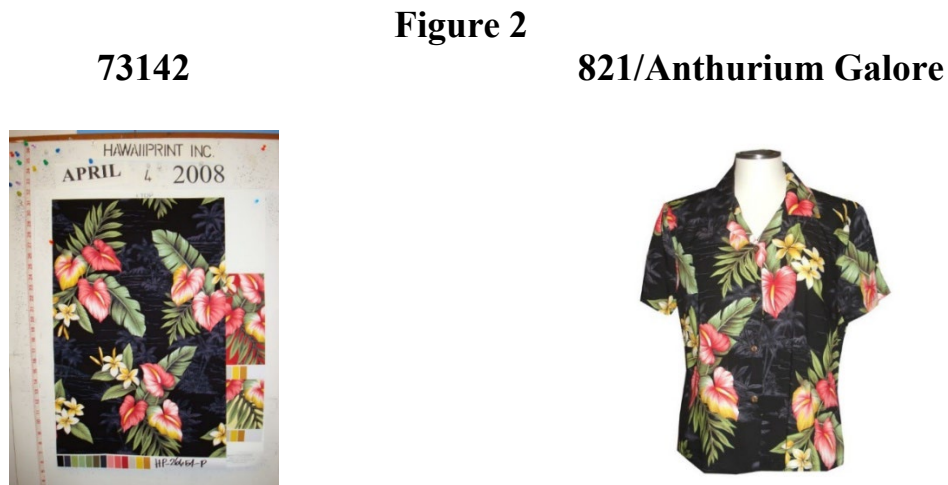 Figure 2
73142
821/Anthurium Galore
HAWAIIPRINT INC.
APRIL 4 2008